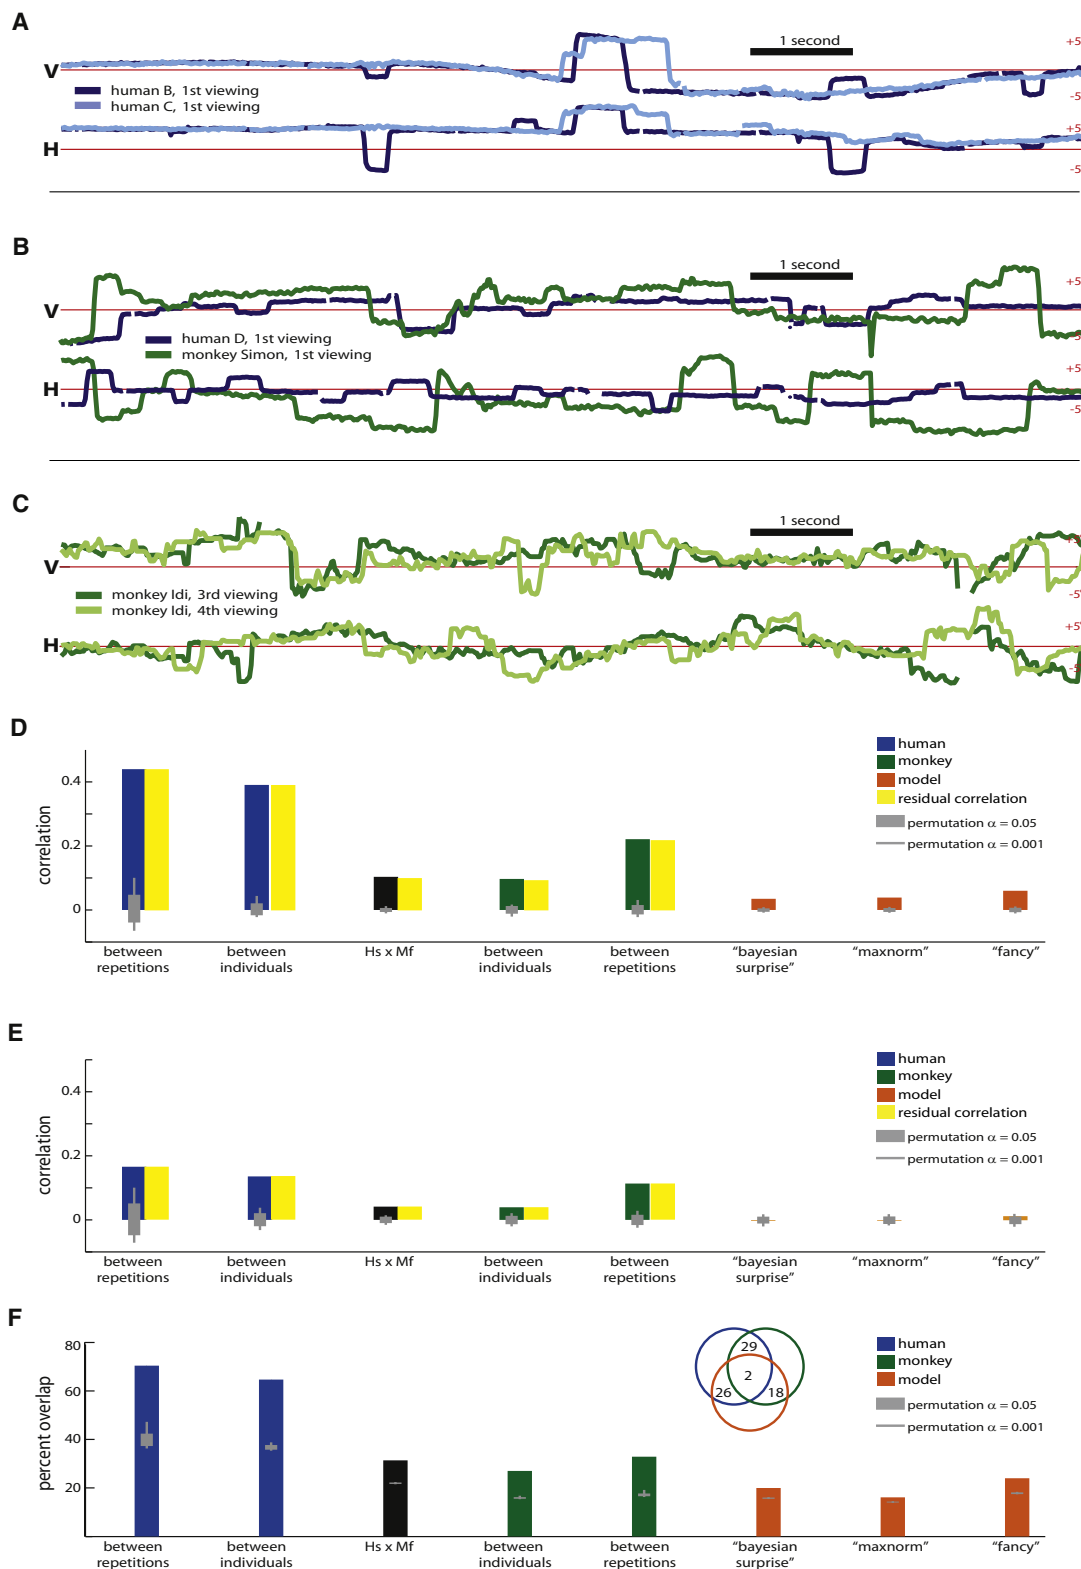 A
1 second
+5
V
-5
human B, 1st viewing
human C, 1st viewing
+5
H
-5
B
1 second
+5
V
-5
human D, 1st viewing
monkey Simon, 1st viewing
+5
H
-5
C
1 second
+5
V
-5
monkey Idi, 3rd viewing
monkey Idi, 4th viewing
+5
H
-5
D
human
monkey
model
residual correlation
permutation α = 0.05
permutation α = 0.001
correlation
0.4
0.2
0
between repetitions
between individuals
Hs x Mf
between individuals
between repetitions
“bayesian surprise”
“maxnorm”
“fancy”
E
human
monkey
model
residual correlation
permutation α = 0.05
permutation α = 0.001
correlation
0.4
0.2
0
between repetitions
between individuals
Hs x Mf
between individuals
between repetitions
“bayesian surprise”
“maxnorm”
“fancy”
F
human
monkey
model
permutation α = 0.05
permutation α = 0.001
29
2
26
18
percent overlap
80
60
40
20
between repetitions
between individuals
Hs x Mf
between individuals
between repetitions
“bayesian surprise”
“maxnorm”
“fancy”